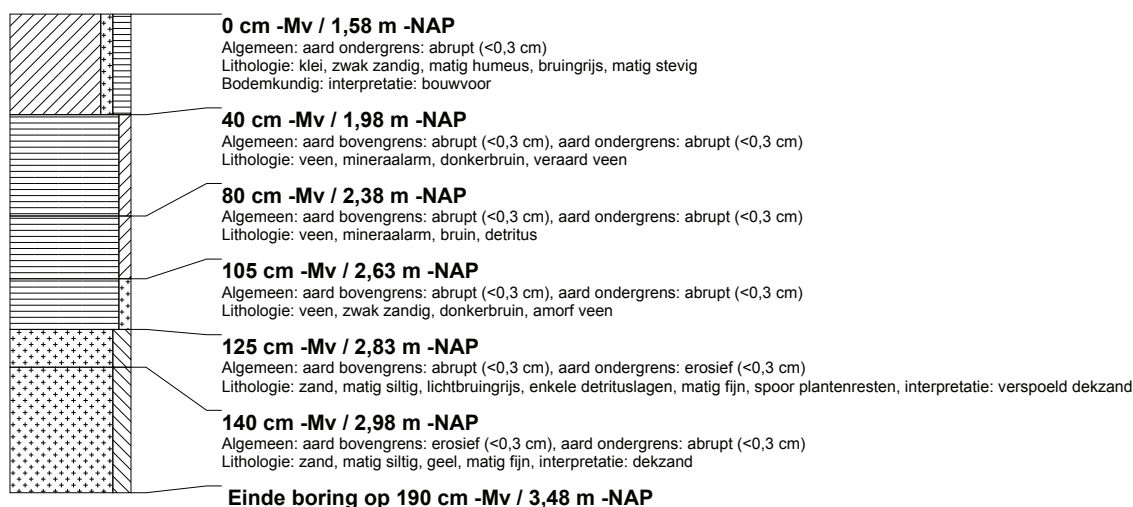 0 cm -Mv / 1,58 m -NAP
Algemeen: aard ondergrens: abrupt (<0,3 cm)
Lithologie: klei, zwak zandig, matig humeus, bruingrijs, matig stevig
Bodemkundig: interpretatie: bouwvoor
40 cm -Mv / 1,98 m -NAP
Algemeen: aard bovengrens: abrupt (<0,3 cm), aard ondergrens: abrupt (<0,3 cm)
Lithologie: veen, mineraalarm, donkerbruin, veraard veen
80 cm -Mv / 2,38 m -NAP
Algemeen: aard bovengrens: abrupt (<0,3 cm), aard ondergrens: abrupt (<0,3 cm)
Lithologie: veen, mineraalarm, bruin, detritus
105 cm -Mv / 2,63 m -NAP
Algemeen: aard bovengrens: abrupt (<0,3 cm), aard ondergrens: abrupt (<0,3 cm)
Lithologie: veen, zwak zandig, donkerbruin, amorf veen
125 cm -Mv / 2,83 m -NAP
Algemeen: aard bovengrens: abrupt (<0,3 cm), aard ondergrens: erosief (<0,3 cm)
Lithologie: zand, matig siltig, lichtbruingrijs, enkele detrituslagen, matig fijn, spoor plantenresten, interpretatie: verspoeld dekzand
140 cm -Mv / 2,98 m -NAP
Algemeen: aard bovengrens: erosief (<0,3 cm), aard ondergrens: abrupt (<0,3 cm)
Lithologie: zand, matig siltig, geel, matig fijn, interpretatie: dekzand
Einde boring op 190 cm -Mv / 3,48 m -NAP